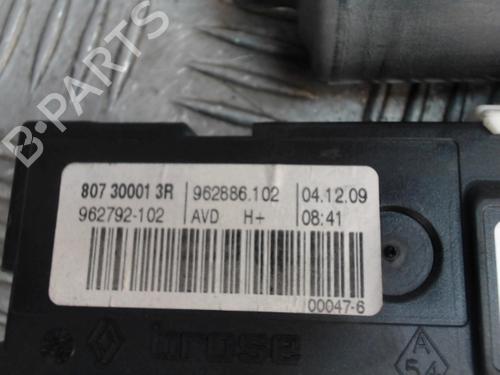 B-PARTS
807 30001 3R 962886.102 04.12.09
962792-102 AVD H+ 08:41
00047-6
brose
A
54